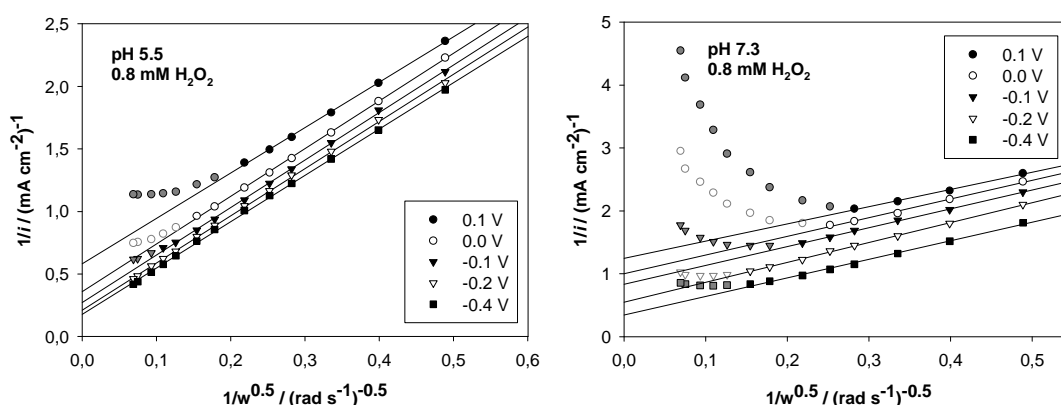 pH 5.5
0.8 mM H₂O₂
2,5
2,0
1,5
1,0
0,5
0,0
1/i / (mA cm⁻²)⁻¹
0,0 0,1 0,2 0,3 0,4 0,5 0,6
1/w⁰·⁵ / (rad s⁻¹)⁻⁰·⁵
0.1 V
0.0 V
-0.1 V
-0.2 V
-0.4 V
pH 7.3
0.8 mM H₂O₂
5
4
3
2
1
0
1/i / (mA cm⁻²)⁻¹
0,0 0,1 0,2 0,3 0,4 0,5
1/w⁰·⁵ / (rad s⁻¹)⁻⁰·⁵
0.1 V
0.0 V
-0.1 V
-0.2 V
-0.4 V